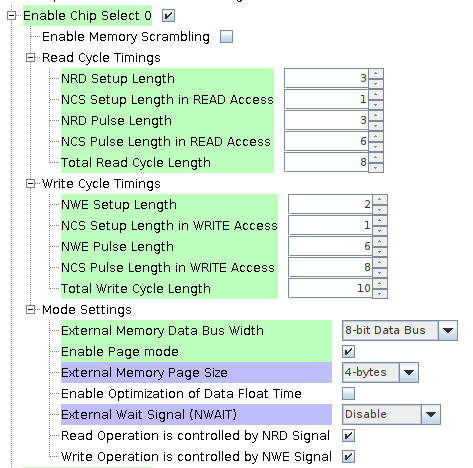 Enable Chip Select 0
Enable Memory Scrambling
Read Cycle Timings
NRD Setup Length 3
NCS Setup Length in READ Access 1
NRD Pulse Length 3
NCS Pulse Length in READ Access 6
Total Read Cycle Length 8
Write Cycle Timings
NWE Setup Length 2
NCS Setup Length in WRITE Access 1
NWE Pulse Length 6
NCS Pulse Length in WRITE Access 8
Total Write Cycle Length 10
Mode Settings
External Memory Data Bus Width 8-bit Data Bus
Enable Page mode
External Memory Page Size 4-bytes
Enable Optimization of Data Float Time
External Wait Signal (NWAIT) Disable
Read Operation is controlled by NRD Signal
Write Operation is controlled by NWE Signal